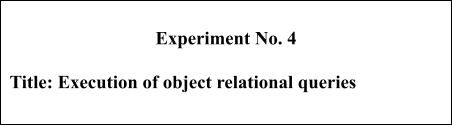 Experiment No. 4
Title: Execution of object relational queries